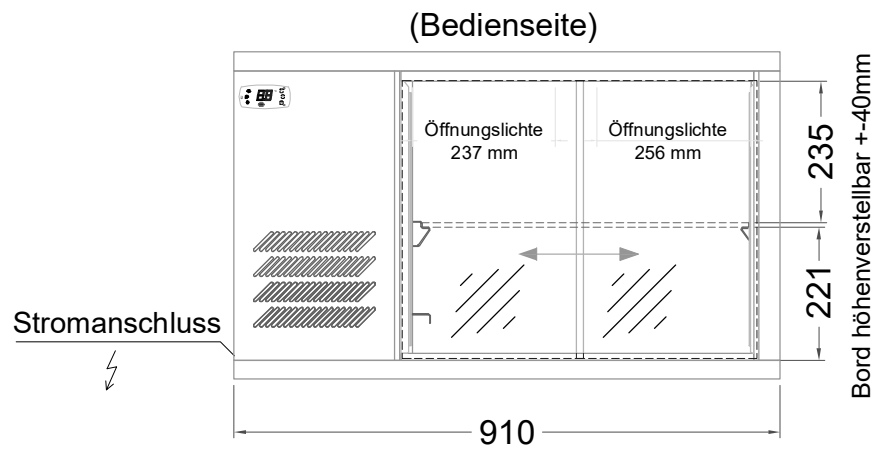 (Bedienseite)
Öffnungslichte
237 mm
Öffnungslichte
256 mm
235
221
Bord höhenverstellbar +-40mm
Stromanschluss
910